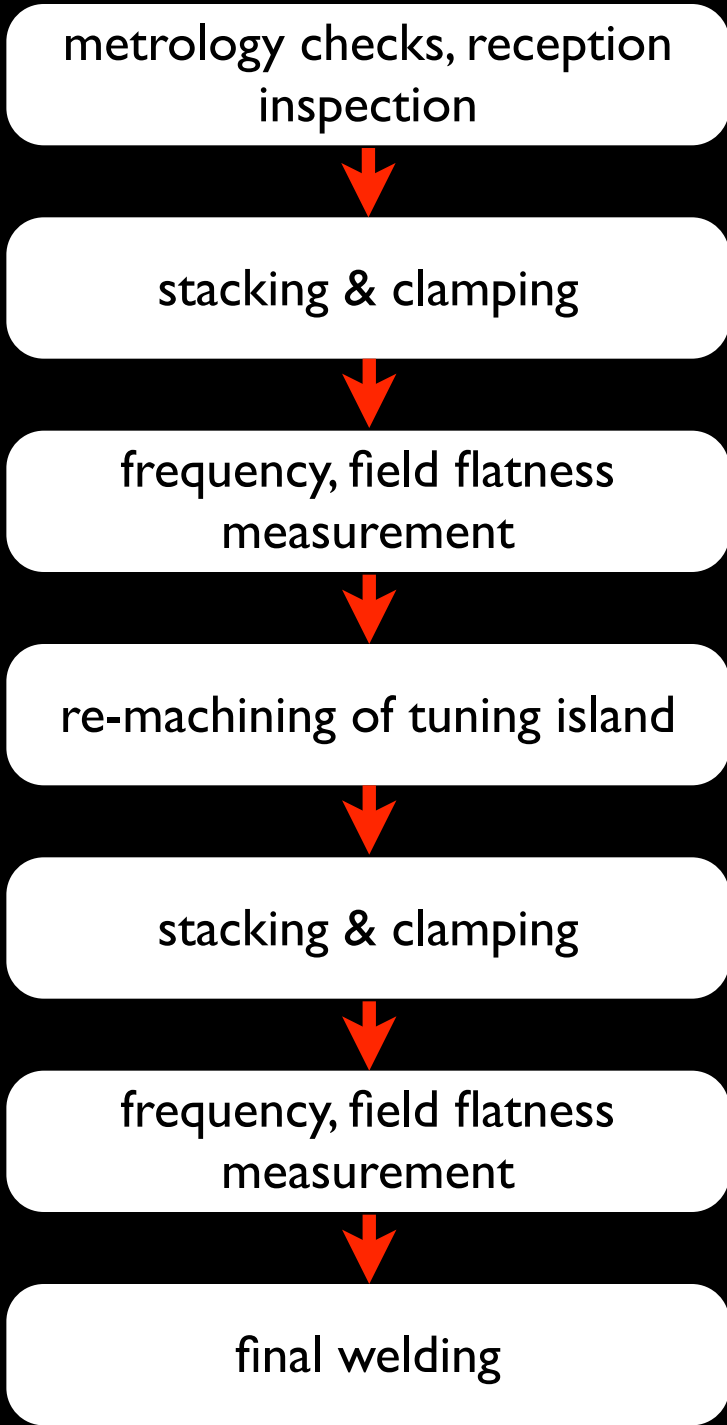 metrology checks, reception
inspection
stacking & clamping
frequency, field flatness
measurement
re-machining of tuning island
stacking & clamping
frequency, field flatness
measurement
final welding